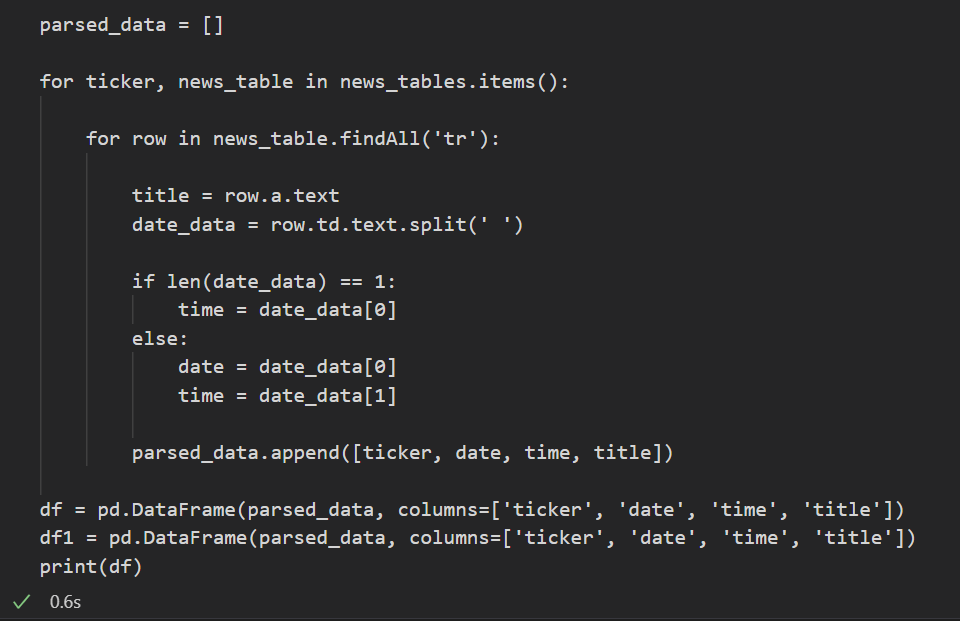 parsed_data = []
for ticker, news_table in news_tables.items():
    for row in news_table.findAll('tr'):
        title = row.a.text
        date_data = row.td.text.split(' ')
        if len(date_data) == 1:
            time = date_data[0]
        else:
            date = date_data[0]
            time = date_data[1]
        parsed_data.append([ticker, date, time, title])
df = pd.DataFrame(parsed_data, columns=['ticker', 'date', 'time', 'title'])
df1 = pd.DataFrame(parsed_data, columns=['ticker', 'date', 'time', 'title'])
print(df)
0.6s